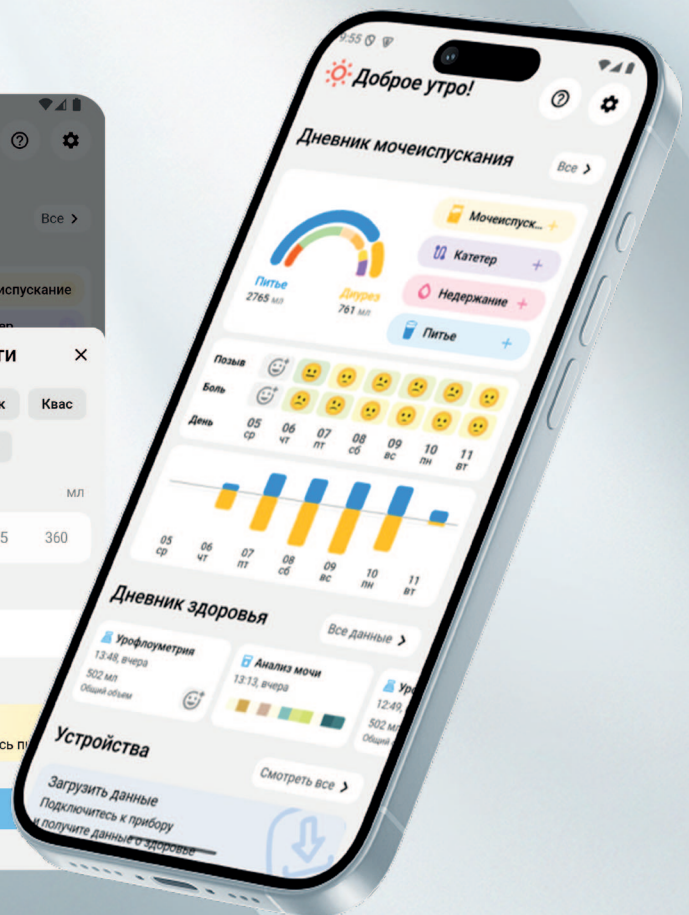 9:55
Доброе утро!
Дневник мочеиспускания
Все >
Питье
2765 мл
Диурез
761 мл
Мочеиспуск... +
Катетер +
Недержание +
Питье +
Позыв
Боль
День
05 06 07 08 09 10 11
ср чт пт сб вс пн вт
05 06 07 08 09 10 11
ср чт пт сб вс пн вт
Дневник здоровья
Все данные >
Урофлоуметрия
13:48, вчера
502 мл
Общий объем
Анализ мочи
13:13, вчера
Уро
12:49,
502 мл
Общий
Устройства
Смотреть все >
Загрузить данные
Подключитесь к прибору
и получите данные о здоровье
Все >
испускание
ти
к
Квас
мл
5 360
сь